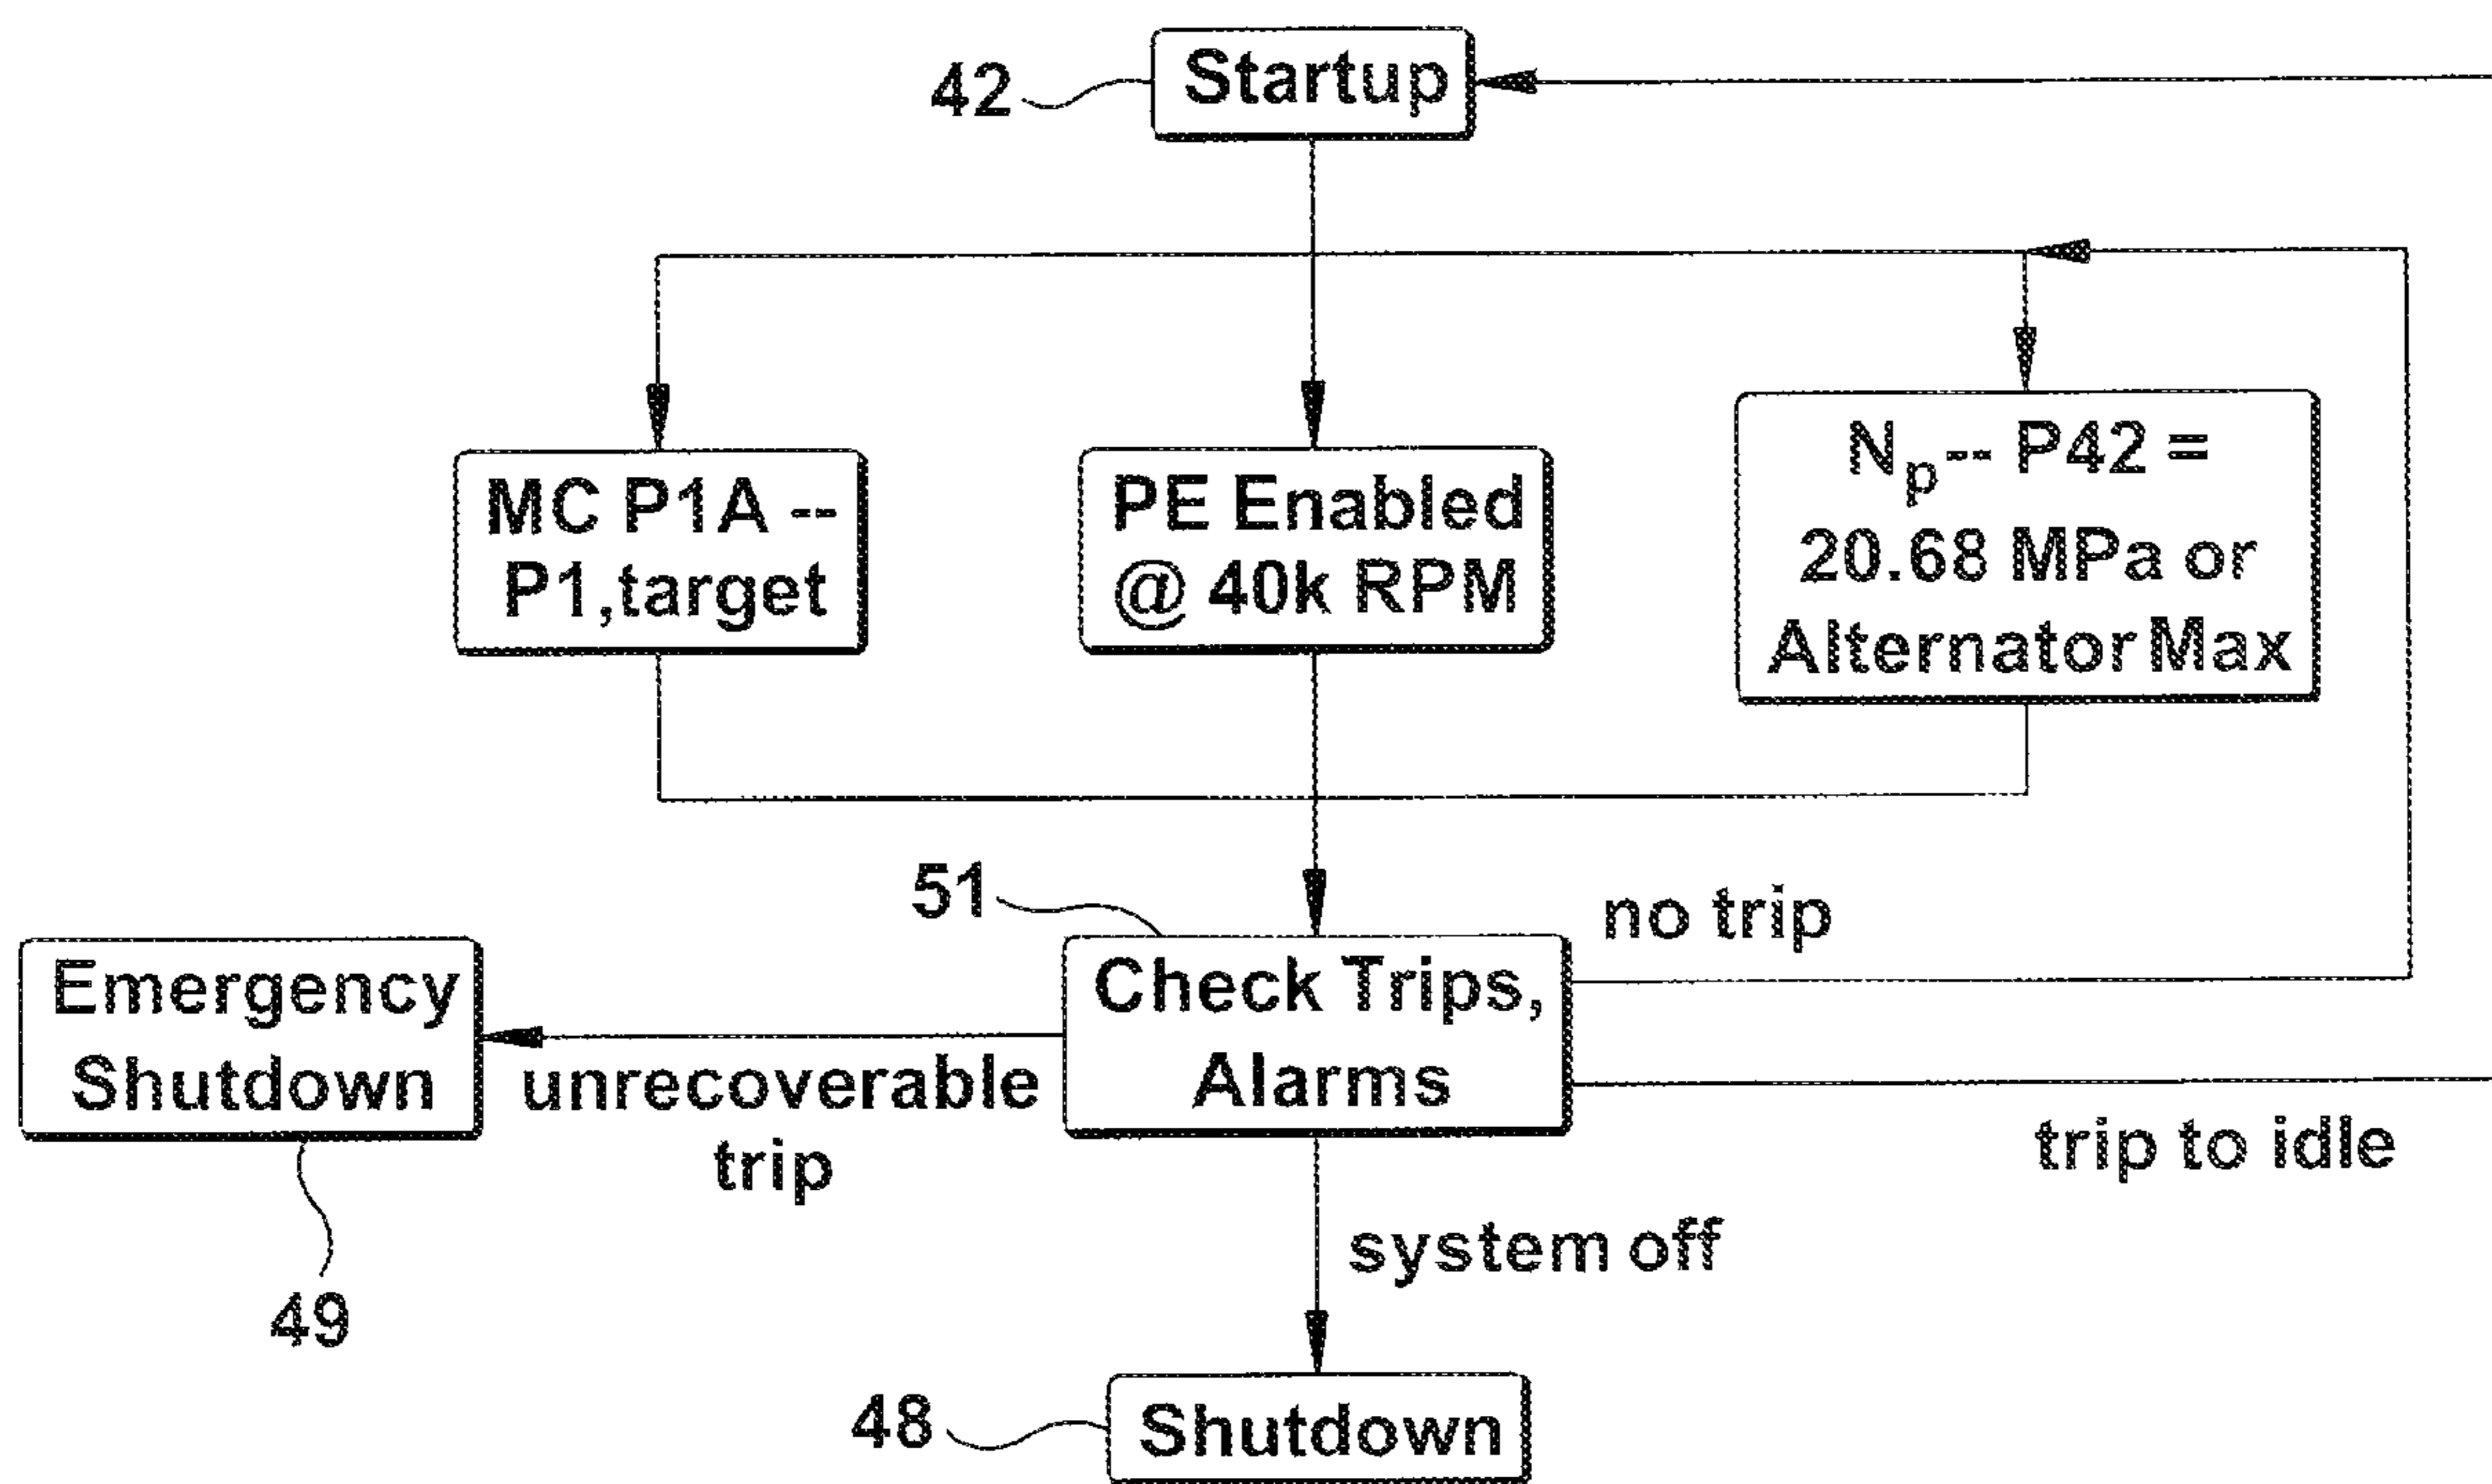 42
Startup
MC P1A --
P1,target
PE Enabled
@ 40k RPM
Np-- P42 =
20.68 MPa or
Alternator Max
51
no trip
Check Trips,
Alarms
Emergency
Shutdown
unrecoverable
trip
trip to idle
system off
49
48
Shutdown